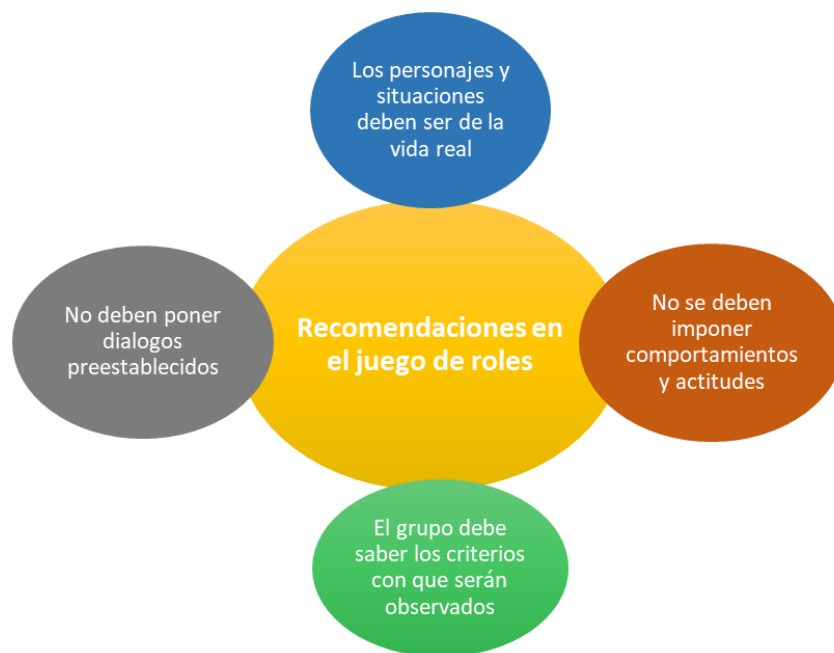 Los personajes y
situaciones
deben ser de la
vida real
No deben poner
dialogos
preestablecidos
Recomendaciones en
el juego de roles
No se deben
imponer
comportamientos
y actitudes
El grupo debe
saber los criterios
con que serán
observados